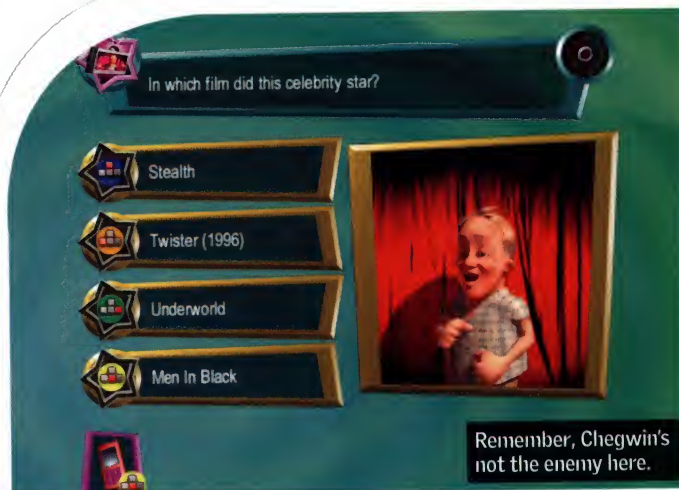 In which film did this celebrity star?
Stealth
Twister (1996)
Underworld
Men In Black
Remember, Chegwin's
not the enemy here.